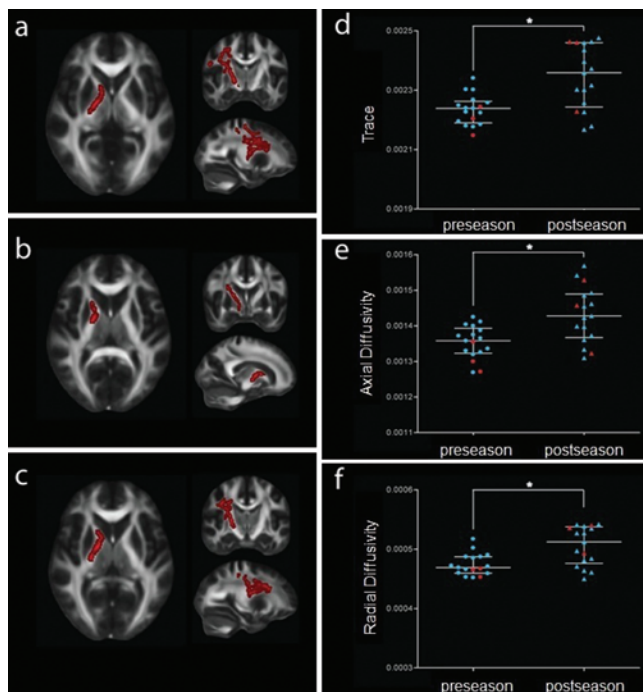 a
b
c
d
*
0.0025
0.0023
0.0021
0.0019
Trace
preseason postseason
e
*
0.0016
0.0015
0.0014
0.0013
0.0012
0.0011
Axial Diffusivity
preseason postseason
f
*
0.0006
0.0005
0.0004
0.0003
Radial Diffusivity
preseason postseason